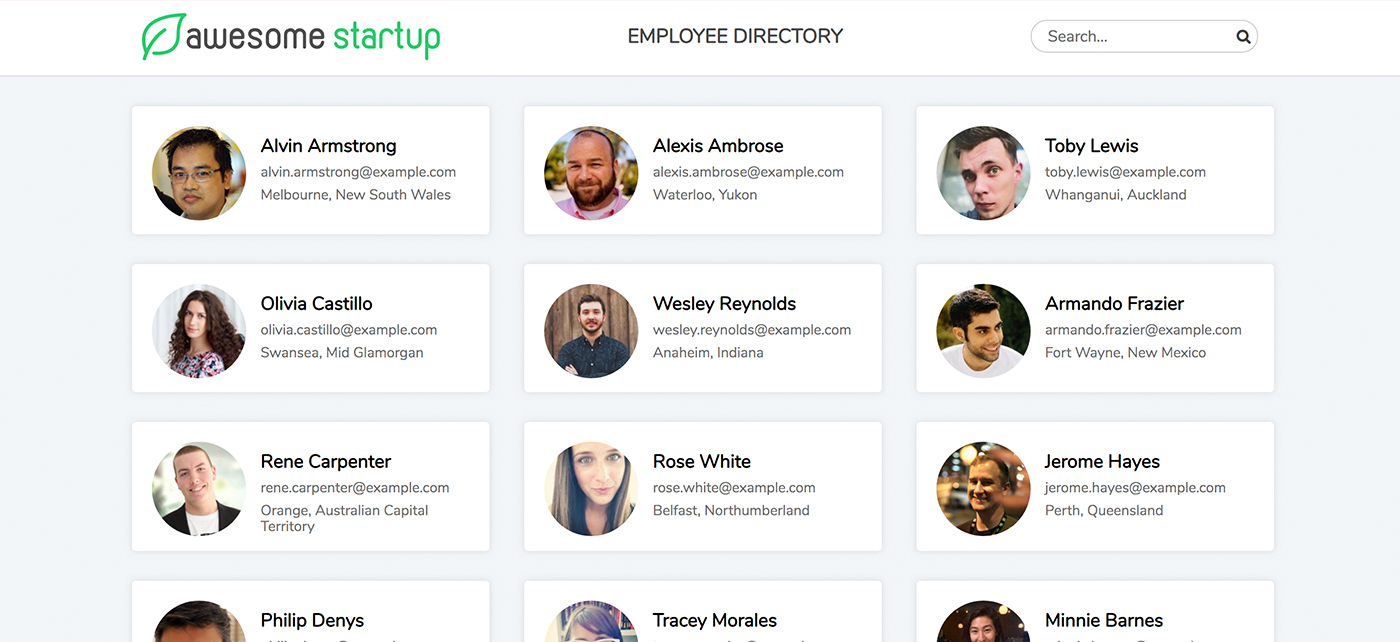 awesome startup
EMPLOYEE DIRECTORY
Search...
Alvin Armstrong
alvin.armstrong@example.com
Melbourne, New South Wales
Alexis Ambrose
alexis.ambrose@example.com
Waterloo, Yukon
Toby Lewis
toby.lewis@example.com
Whanganui, Auckland
Olivia Castillo
olivia.castillo@example.com
Swansea, Mid Glamorgan
Wesley Reynolds
wesley.reynolds@example.com
Anaheim, Indiana
Armando Frazier
armando.frazier@example.com
Fort Wayne, New Mexico
Rene Carpenter
rene.carpenter@example.com
Orange, Australian Capital
Territory
Rose White
rose.white@example.com
Belfast, Northumberland
Jerome Hayes
jerome.hayes@example.com
Perth, Queensland
Philip Denys
Tracey Morales
Minnie Barnes